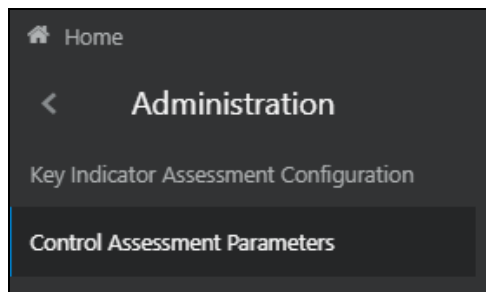 Home
Administration
Key Indicator Assessment Configuration
Control Assessment Parameters